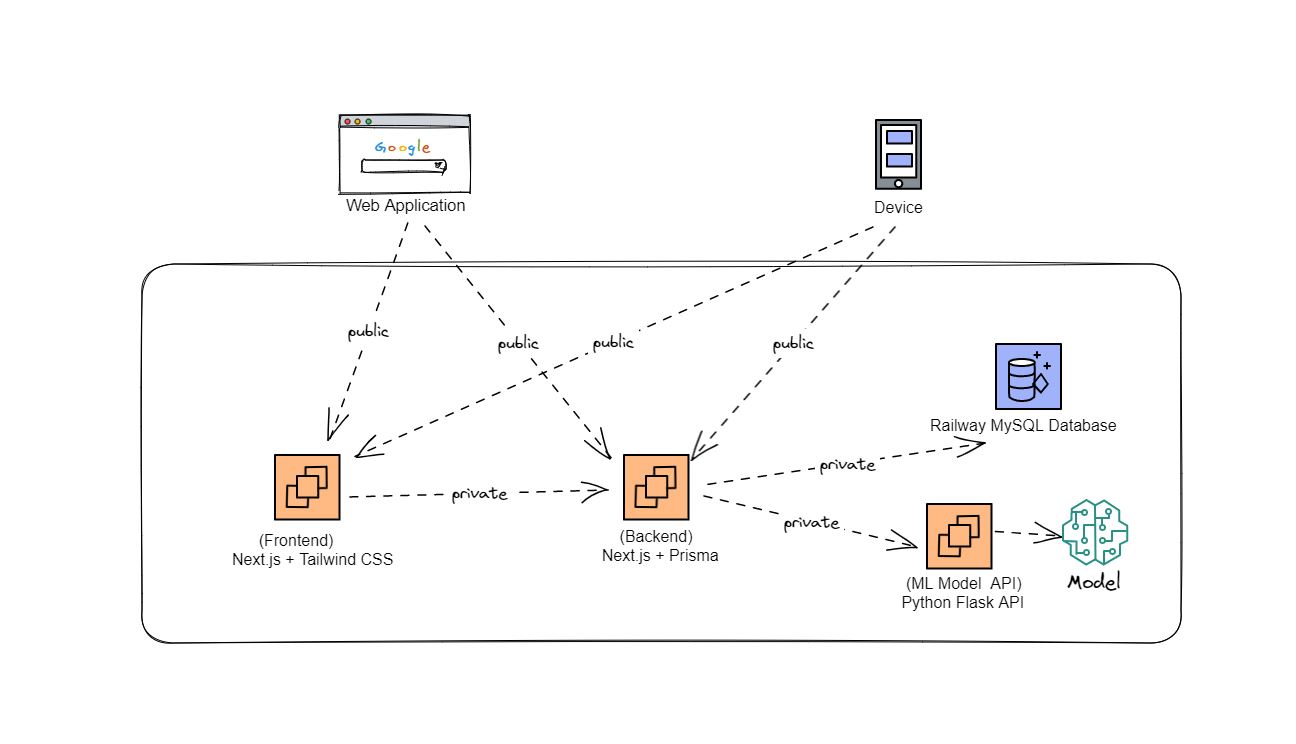 Google
Web Application
Device
public
public
public
public
Railway MySQL Database
private
private
private
(Frontend)
Next.js + Tailwind CSS
(Backend)
Next.js + Prisma
(ML Model  API)
Python Flask API
Model